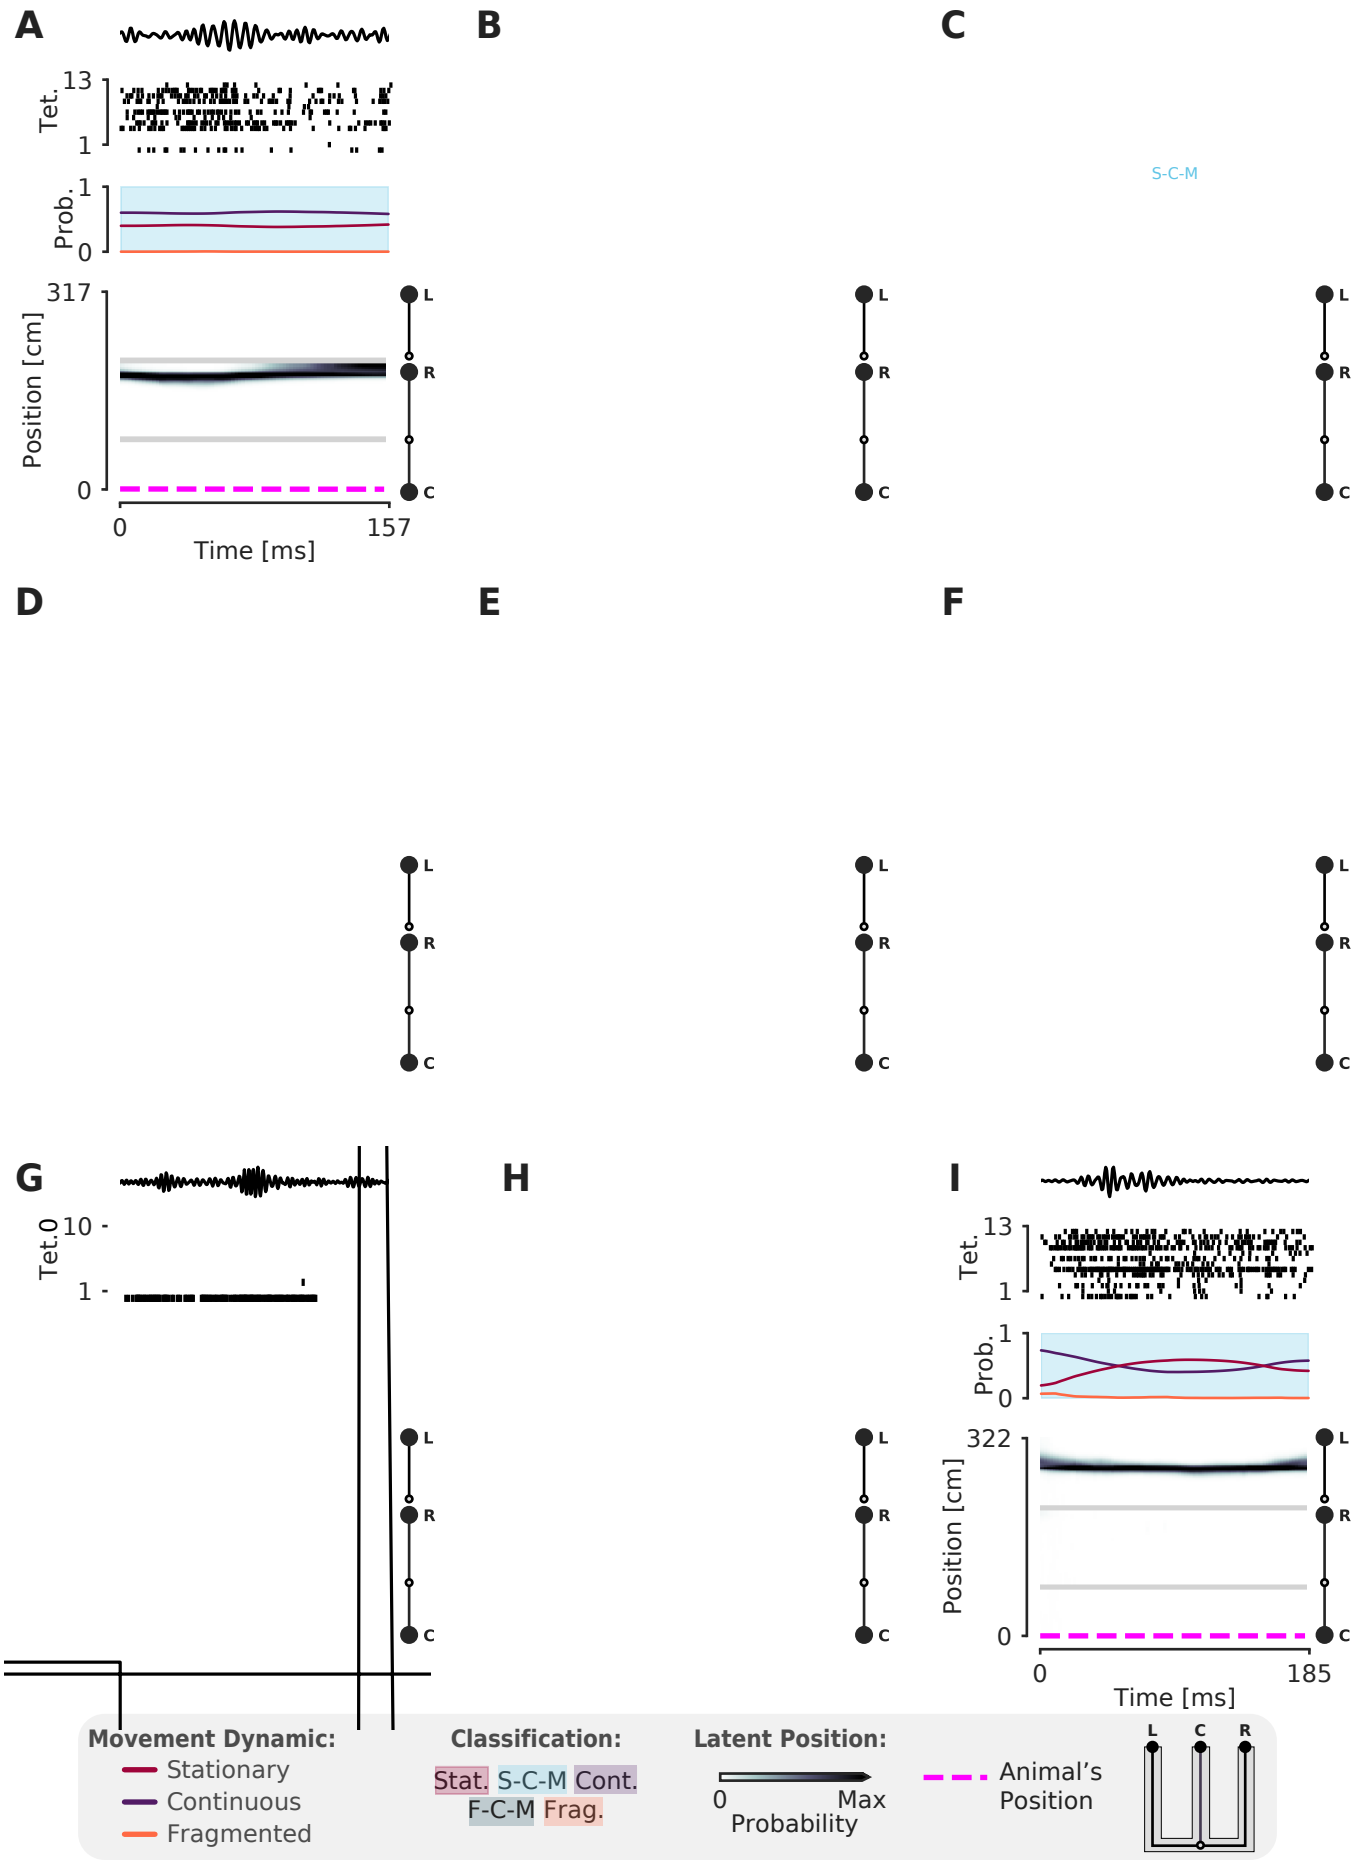 A
B
C
13
Tet.
1
S-C-M
1
Prob.
0
317
Position [cm]
0
L
R
C
L
R
C
L
R
C
0
157
Time [ms]
D
E
F
L
R
C
L
R
C
L
R
C
G
H
I
10
Tet.0
1
13
Tet.
1
1
Prob.
0
322
Position [cm]
0
L
R
C
L
R
C
L
R
C
0
185
Time [ms]
Movement Dynamic:
Stationary
Continuous
Fragmented
Classification:
Stat. S-C-M Cont.
F-C-M Frag.
Latent Position:
0
Max
Probability
Animal’s
Position
L C R